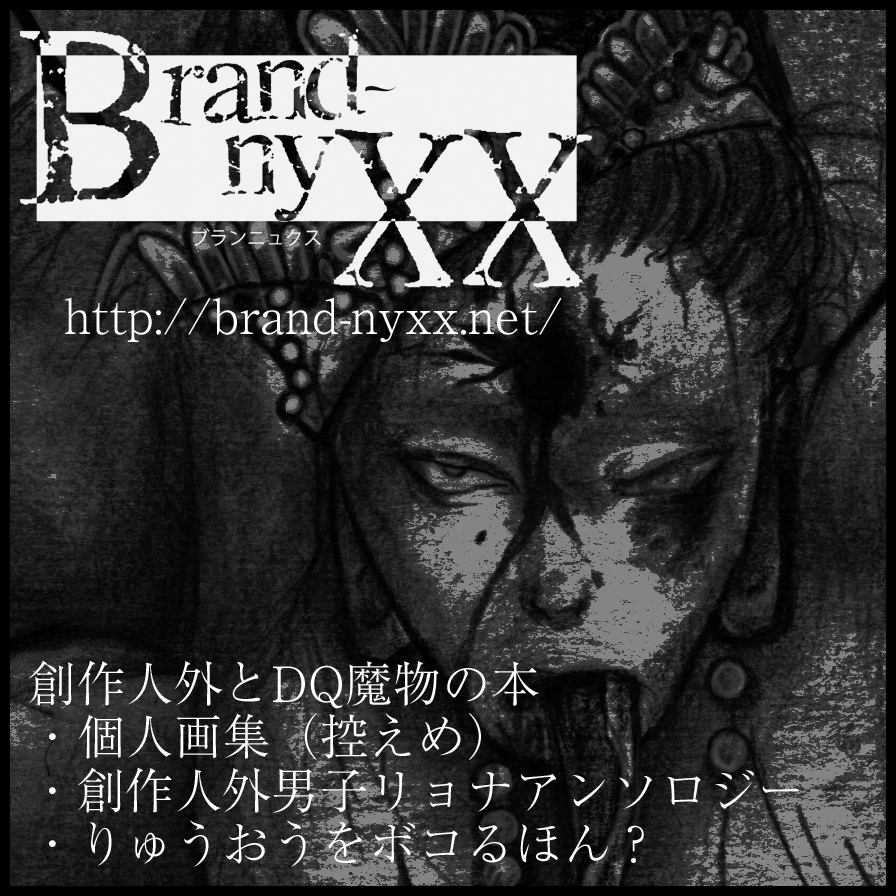 Brand-
nyXX
ブランニュクス
http://brand-nyxx.net/
創作人外とDQ魔物の本
・個人画集（控えめ）
・創作人外男子リョナアンソロジー
・りゅうおうをボコるほん？